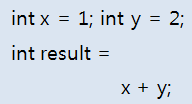 int x = 1; int y = 2;
int result =
x + y;